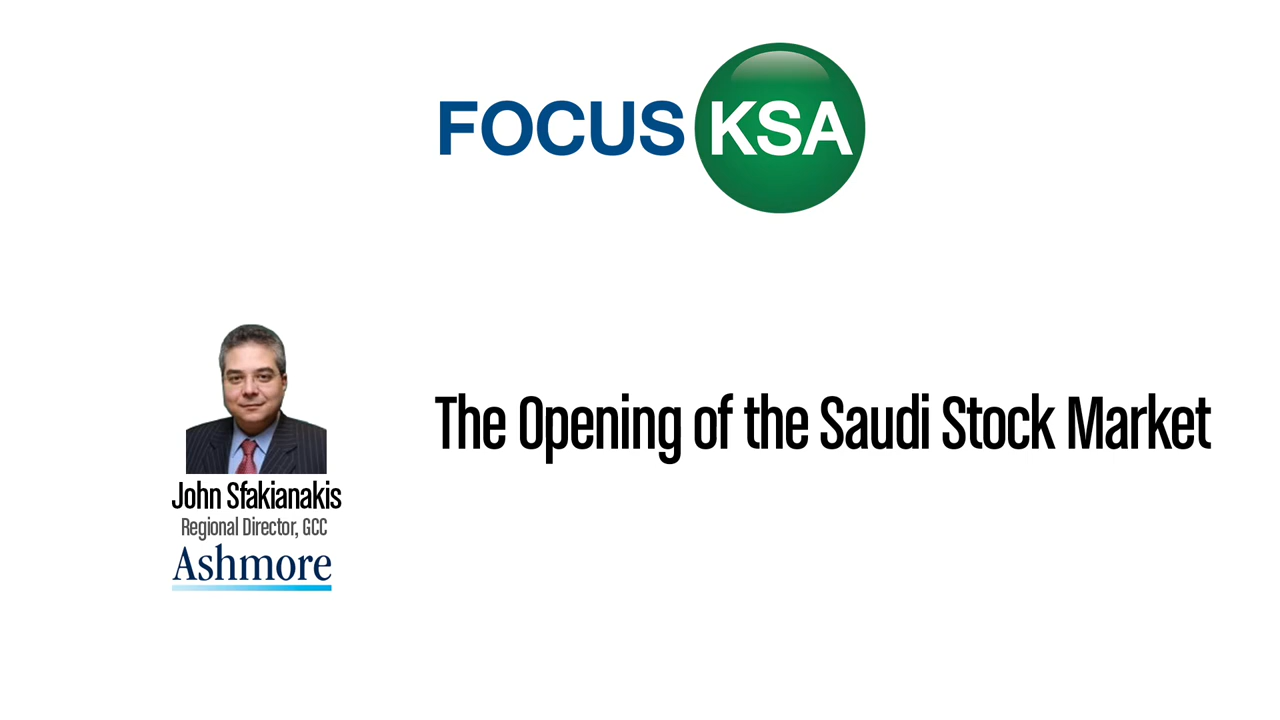 FOCUS KSA
The Opening of the Saudi Stock Market
John Sfakianakis
Regional Director, GCC
Ashmore